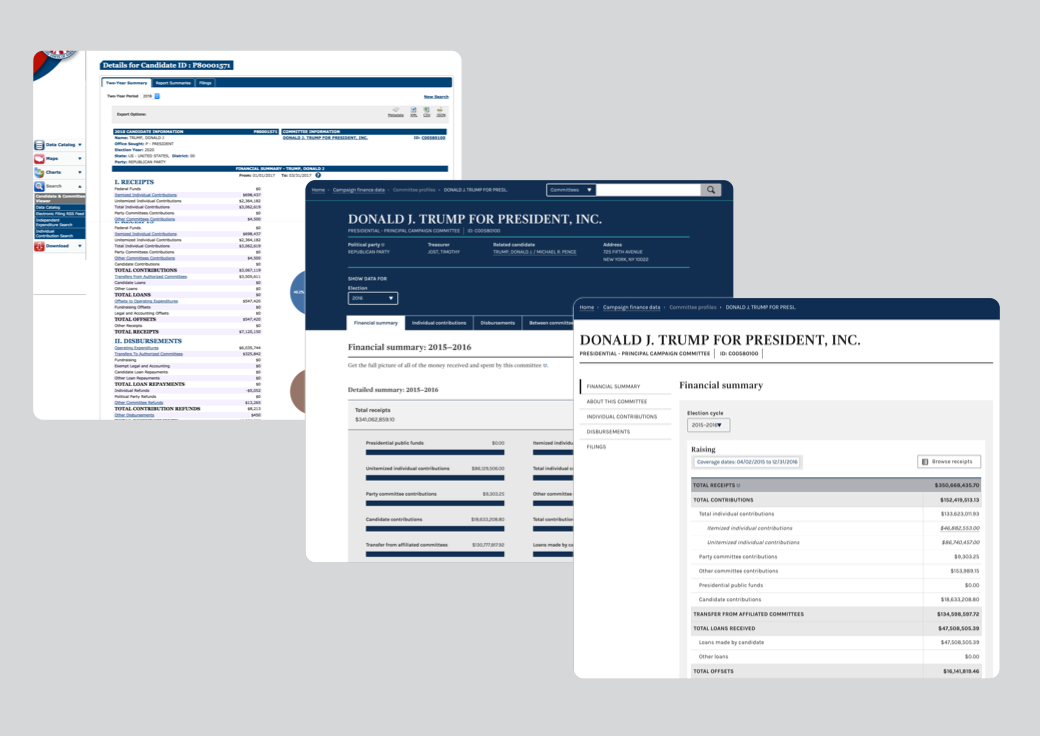 Details for Candidate ID : P80001571
Two-Year Summary Report Summaries Filings
Two-Year Period 2018
New Search
Export Options:
Metadata XML CSV JSON
2018 CANDIDATE INFORMATION P80001571 COMMITTEE INFORMATION
Name: TRUMP, DONALD J DONALD J. TRUMP FOR PRESIDENT, INC. ID: C00580100
Office Sought: P - PRESIDENT
Election Year: 2020
State: US - UNITED STATES, District: 00
Party: REPUBLICAN PARTY
FINANCIAL SUMMARY - TRUMP, DONALD J
From: 01/01/2017 To: 03/31/2017
Data Catalog
Maps
Charts
Search
Candidate & Committee Viewer
Data Catalog
Electronic Filing RSS Feed
Independent Expenditure Search
Individual Contribution Search
Download
I. RECEIPTS
Federal Funds $0
Itemized Individual Contributions $698,437
Unitemized Individual Contributions $2,364,182
Total Individual Contributions $3,062,619
Party Committees Contributions $0
Other Committees Contributions $4,500
Federal Funds $0
Itemized Individual Contributions $698,437
Unitemized Individual Contributions $2,364,182
Total Individual Contributions $3,062,619
Party Committees Contributions $0
Other Committees Contributions $4,500
Candidate Contributions $0
TOTAL CONTRIBUTIONS $3,067,119
Transfers from Authorized Committees $3,505,611
Candidate Loans $0
Other Loans $0
TOTAL LOANS $0
Offsets to Operating Expenditures $547,420
Fundraising Offsets $0
Legal and Accounting Offsets $0
TOTAL OFFSETS $547,420
Other Receipts $0
TOTAL RECEIPTS $7,120,150
II. DISBURSEMENTS
Operating Expenditures $6,035,744
Transfers To Authorized Committees $325,842
Fundraising $0
Exempt Legal and Accounting $0
Candidate Loan Repayments $0
Other Loan Repayments $0
TOTAL LOAN REPAYMENTS $0
Individual Refunds
Political Party Refunds $0
Other Committee Refunds $13,265
TOTAL CONTRIBUTION REFUNDS $8,213
Other Disbursements $400
Home › Campaign finance data › Committee profiles › DONALD J. TRUMP FOR PRESI..
Committees
DONALD J. TRUMP FOR PRESIDENT, INC.
PRESIDENTIAL - PRINCIPAL CAMPAIGN COMMITTEE ID: C00580100
Political party Treasurer Related candidate Address
REPUBLICAN PARTY JOST, TIMOTHY TRUMP, DONALD J. / MICHAEL R. PENCE 725 FIFTH AVENUE
NEW YORK, NY 10022
SHOW DATA FOR
Election
2016
Financial summary Individual contributions Disbursements Between committe
Financial summary: 2015–2016
Get the full picture of all of the money received and spent by this committee
Detailed summary: 2015–2016
Total receipts
$341,062,859.10
Presidential public funds $0.00 Itemized individu
Unitemized individual contributions Total individual
Party committee contributions $9,303.25 Other committe
Candidate contributions $18,633,208.80 Total contributi
Transfer from affiliated committees Loans made by ca
Home › Campaign finance data › Committee profiles › DONALD J. TRUMP FOR PRESI..
DONALD J. TRUMP FOR PRESIDENT, INC.
PRESIDENTIAL - PRINCIPAL CAMPAIGN COMMITTEE ID: C00580100
FINANCIAL SUMMARY
ABOUT THIS COMMITTEE
INDIVIDUAL CONTRIBUTIONS
DISBURSEMENTS
FILINGS
Financial summary
Election cycle
2015–2016
Raising
Coverage dates: 04/02/2015 to 12/31/2016
Browse receipts
TOTAL RECEIPTS $350,668,435.70
TOTAL CONTRIBUTIONS $152,419,513.13
Total individual contributions $133,623,011.93
Itemized individual contributions $46,882,553.00
Unitemized individual contributions $86,740,457.00
Party committee contributions $9,303.25
Other committee contributions $153,989.15
Presidential public funds $0.00
Candidate contributions $18,633,208.80
TRANSFER FROM AFFILIATED COMMITTEES $134,598,597.72
TOTAL LOANS RECEIVED $47,508,505.39
Loans made by candidate $47,508,505.39
Other loans $0.00
TOTAL OFFSETS $16,141,819.46